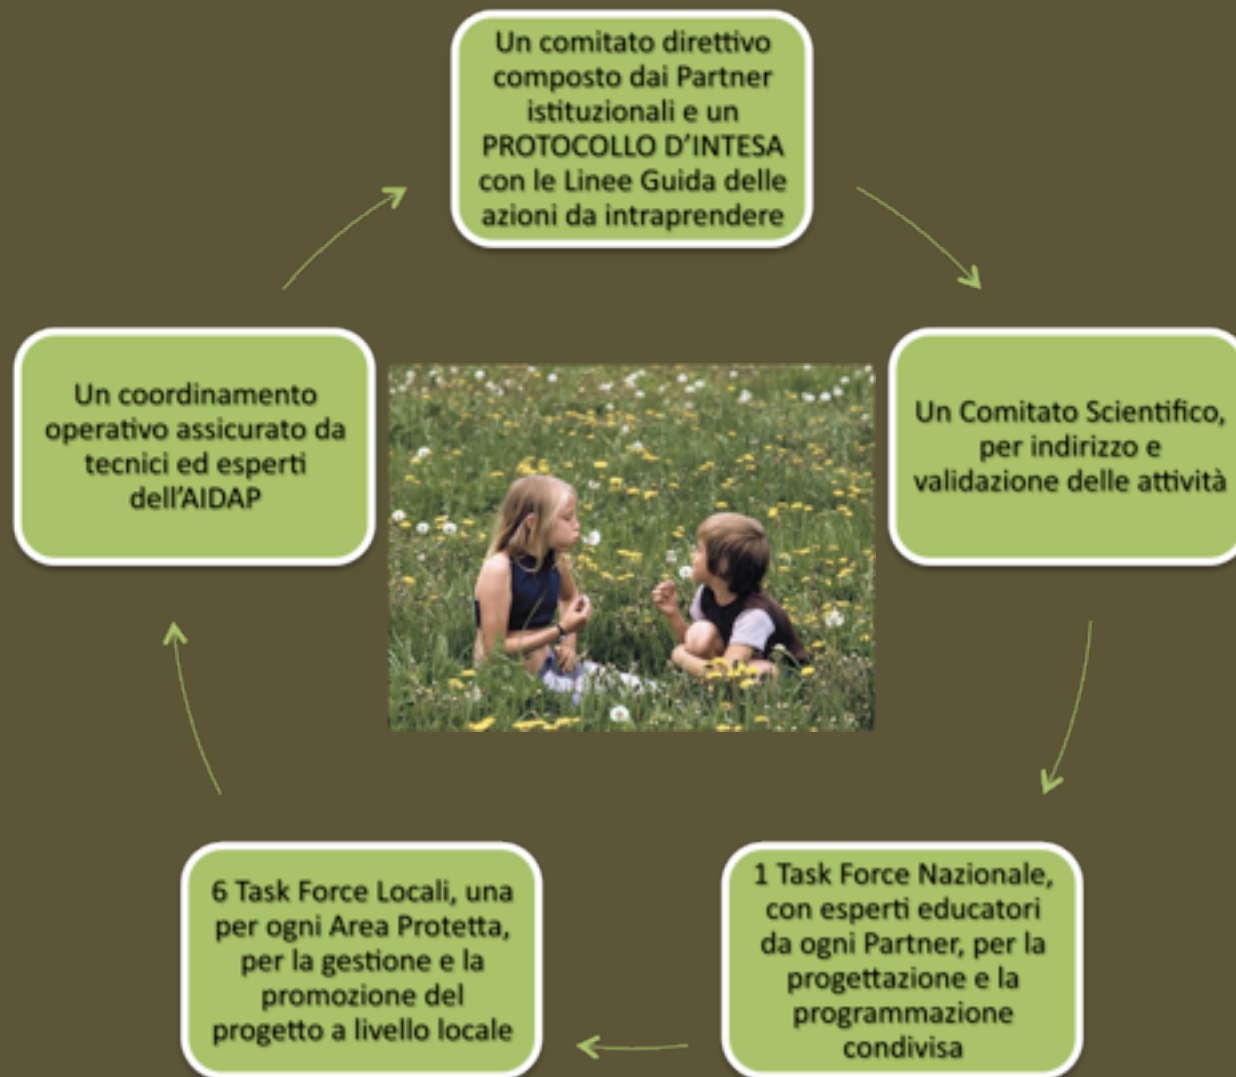 Un comitato direttivo
composto dai Partner
istituzionali e un
PROTOCOLLO D'INTESA
con le Linee Guida delle
azioni da intraprendere
Un Comitato Scientifico,
per indirizzo e
validazione delle attività
1 Task Force Nazionale,
con esperti educatori
da ogni Partner, per la
progettazione e la
programmazione
condivisa
6 Task Force Locali, una
per ogni Area Protetta,
per la gestione e la
promozione del
progetto a livello locale
Un coordinamento
operativo assicurato da
tecnici ed esperti
dell'AIDAP